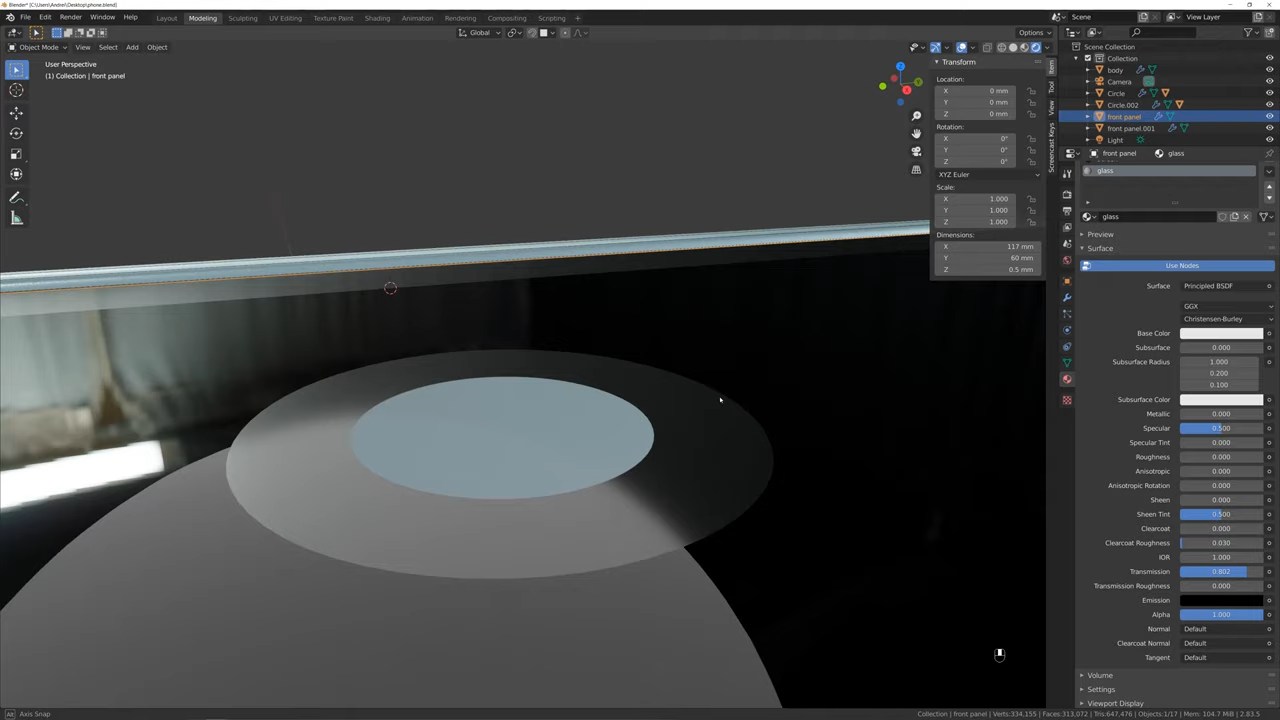 Blender* [C:\Users\Andrei\Desktop\phone.blend]
File Edit Render Window Help
Layout Modeling Sculpting UV Editing Texture Paint Shading Animation Rendering Compositing Scripting
Scene View Layer
Global Options
Object Mode View Select Add Object
User Perspective
(1) Collection | front panel
Transform
Location:
X 0 mm
Y 0 mm
Z 0 mm
Rotation:
X 0°
Y 0°
Z 0°
XYZ Euler
Scale:
X 1.000
Y 1.000
Z 1.000
Dimensions:
X 117 mm
Y 60 mm
Z 0.5 mm
Item
Tool
View
Screencast Keys
Scene Collection
Collection
body
Camera
Circle
Circle.002
front panel
front panel.001
Light
front panel glass
glass
glass
Preview
Surface
Use Nodes
Surface Principled BSDF
GGX
Christensen-Burley
Base Color
Subsurface 0.000
Subsurface Radius 1.000
0.200
0.100
Subsurface Color
Metallic 0.000
Specular 0.500
Specular Tint 0.000
Roughness 0.000
Anisotropic 0.000
Anisotropic Rotation 0.000
Sheen 0.000
Sheen Tint 0.500
Clearcoat 0.000
Clearcoat Roughness 0.030
IOR 1.000
Transmission 0.802
Transmission Roughness 0.000
Emission
Alpha 1.000
Normal Default
Clearcoat Normal Default
Tangent Default
Volume
Settings
Viewport Display
Alt Axis Snap
Collection | front panel | Verts:334,155 | Faces:313,072 | Tris:647,476 | Objects:1/17 | Mem: 104.7 MiB | 2.83.5